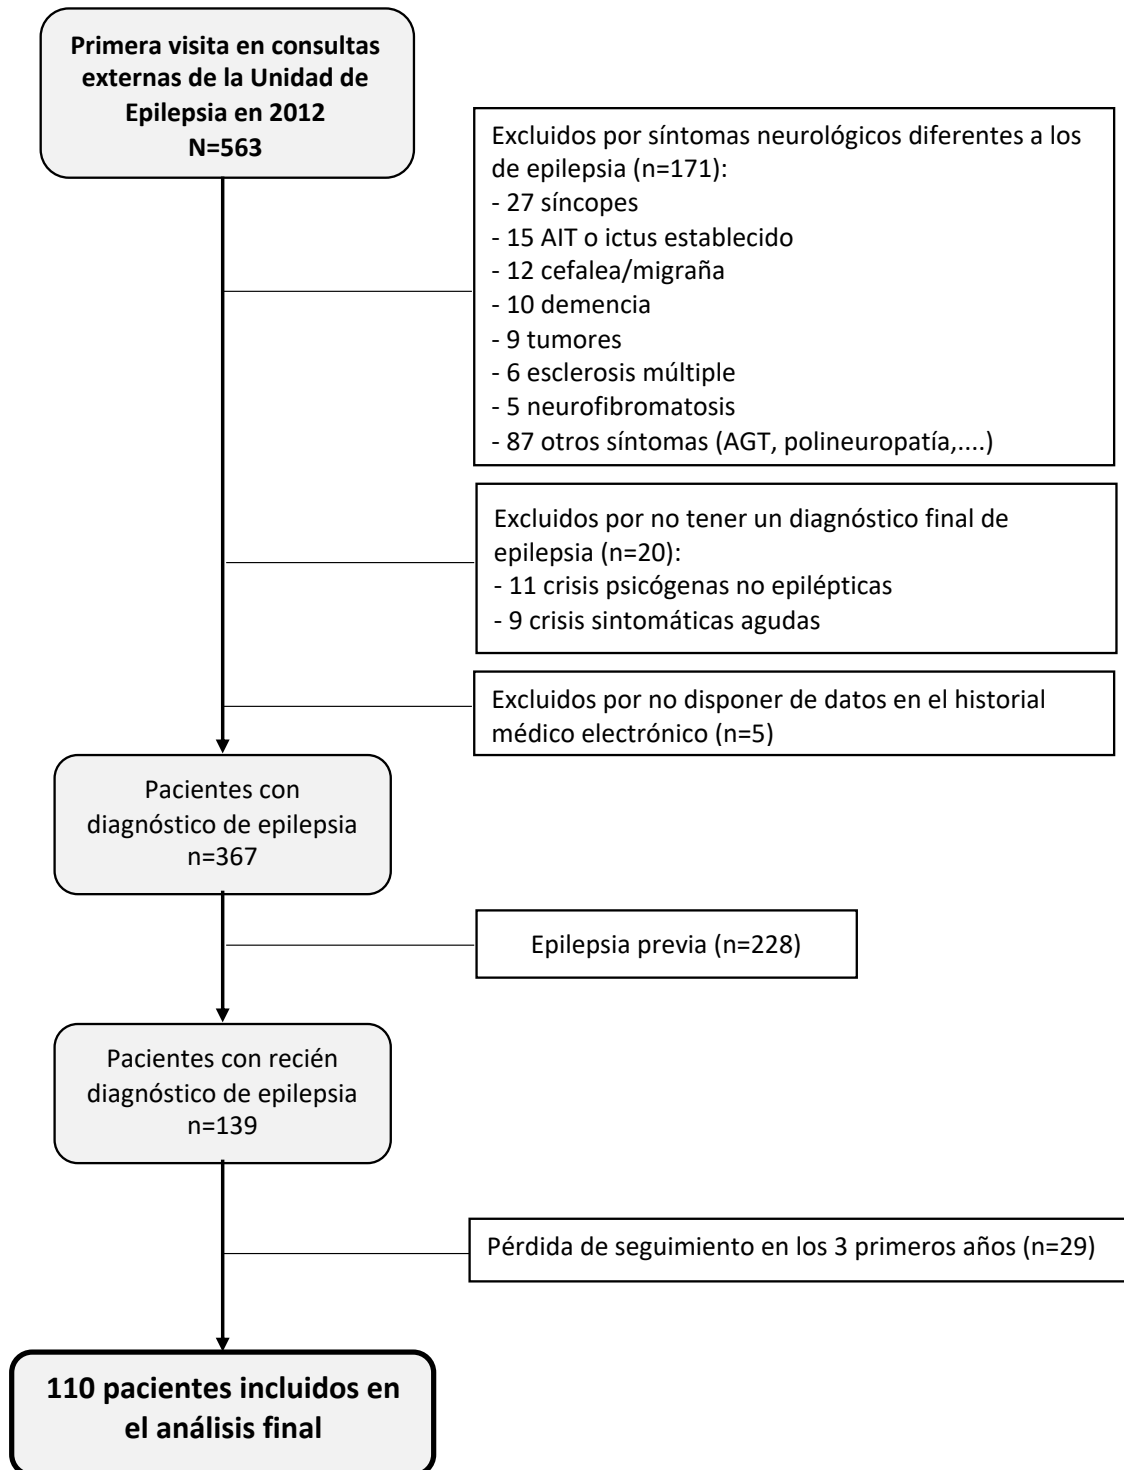 Primera visita en consultas
externas de la Unidad de
Epilepsia en 2012
N=563
Excluidos por síntomas neurológicos diferentes a los
de epilepsia (n=171):
- 27 síncopes
- 15 AIT o ictus establecido
- 12 cefalea/migraña
- 10 demencia
- 9 tumores
- 6 esclerosis múltiple
- 5 neurofibromatosis
- 87 otros síntomas (AGT, polineuropatía,....)
Excluidos por no tener un diagnóstico final de
epilepsia (n=20):
- 11 crisis psicógenas no epilépticas
- 9 crisis sintomáticas agudas
Excluidos por no disponer de datos en el historial
médico electrónico (n=5)
Pacientes con
diagnóstico de epilepsia
n=367
Epilepsia previa (n=228)
Pacientes con recién
diagnóstico de epilepsia
n=139
Pérdida de seguimiento en los 3 primeros años (n=29)
110 pacientes incluidos en
el análisis final